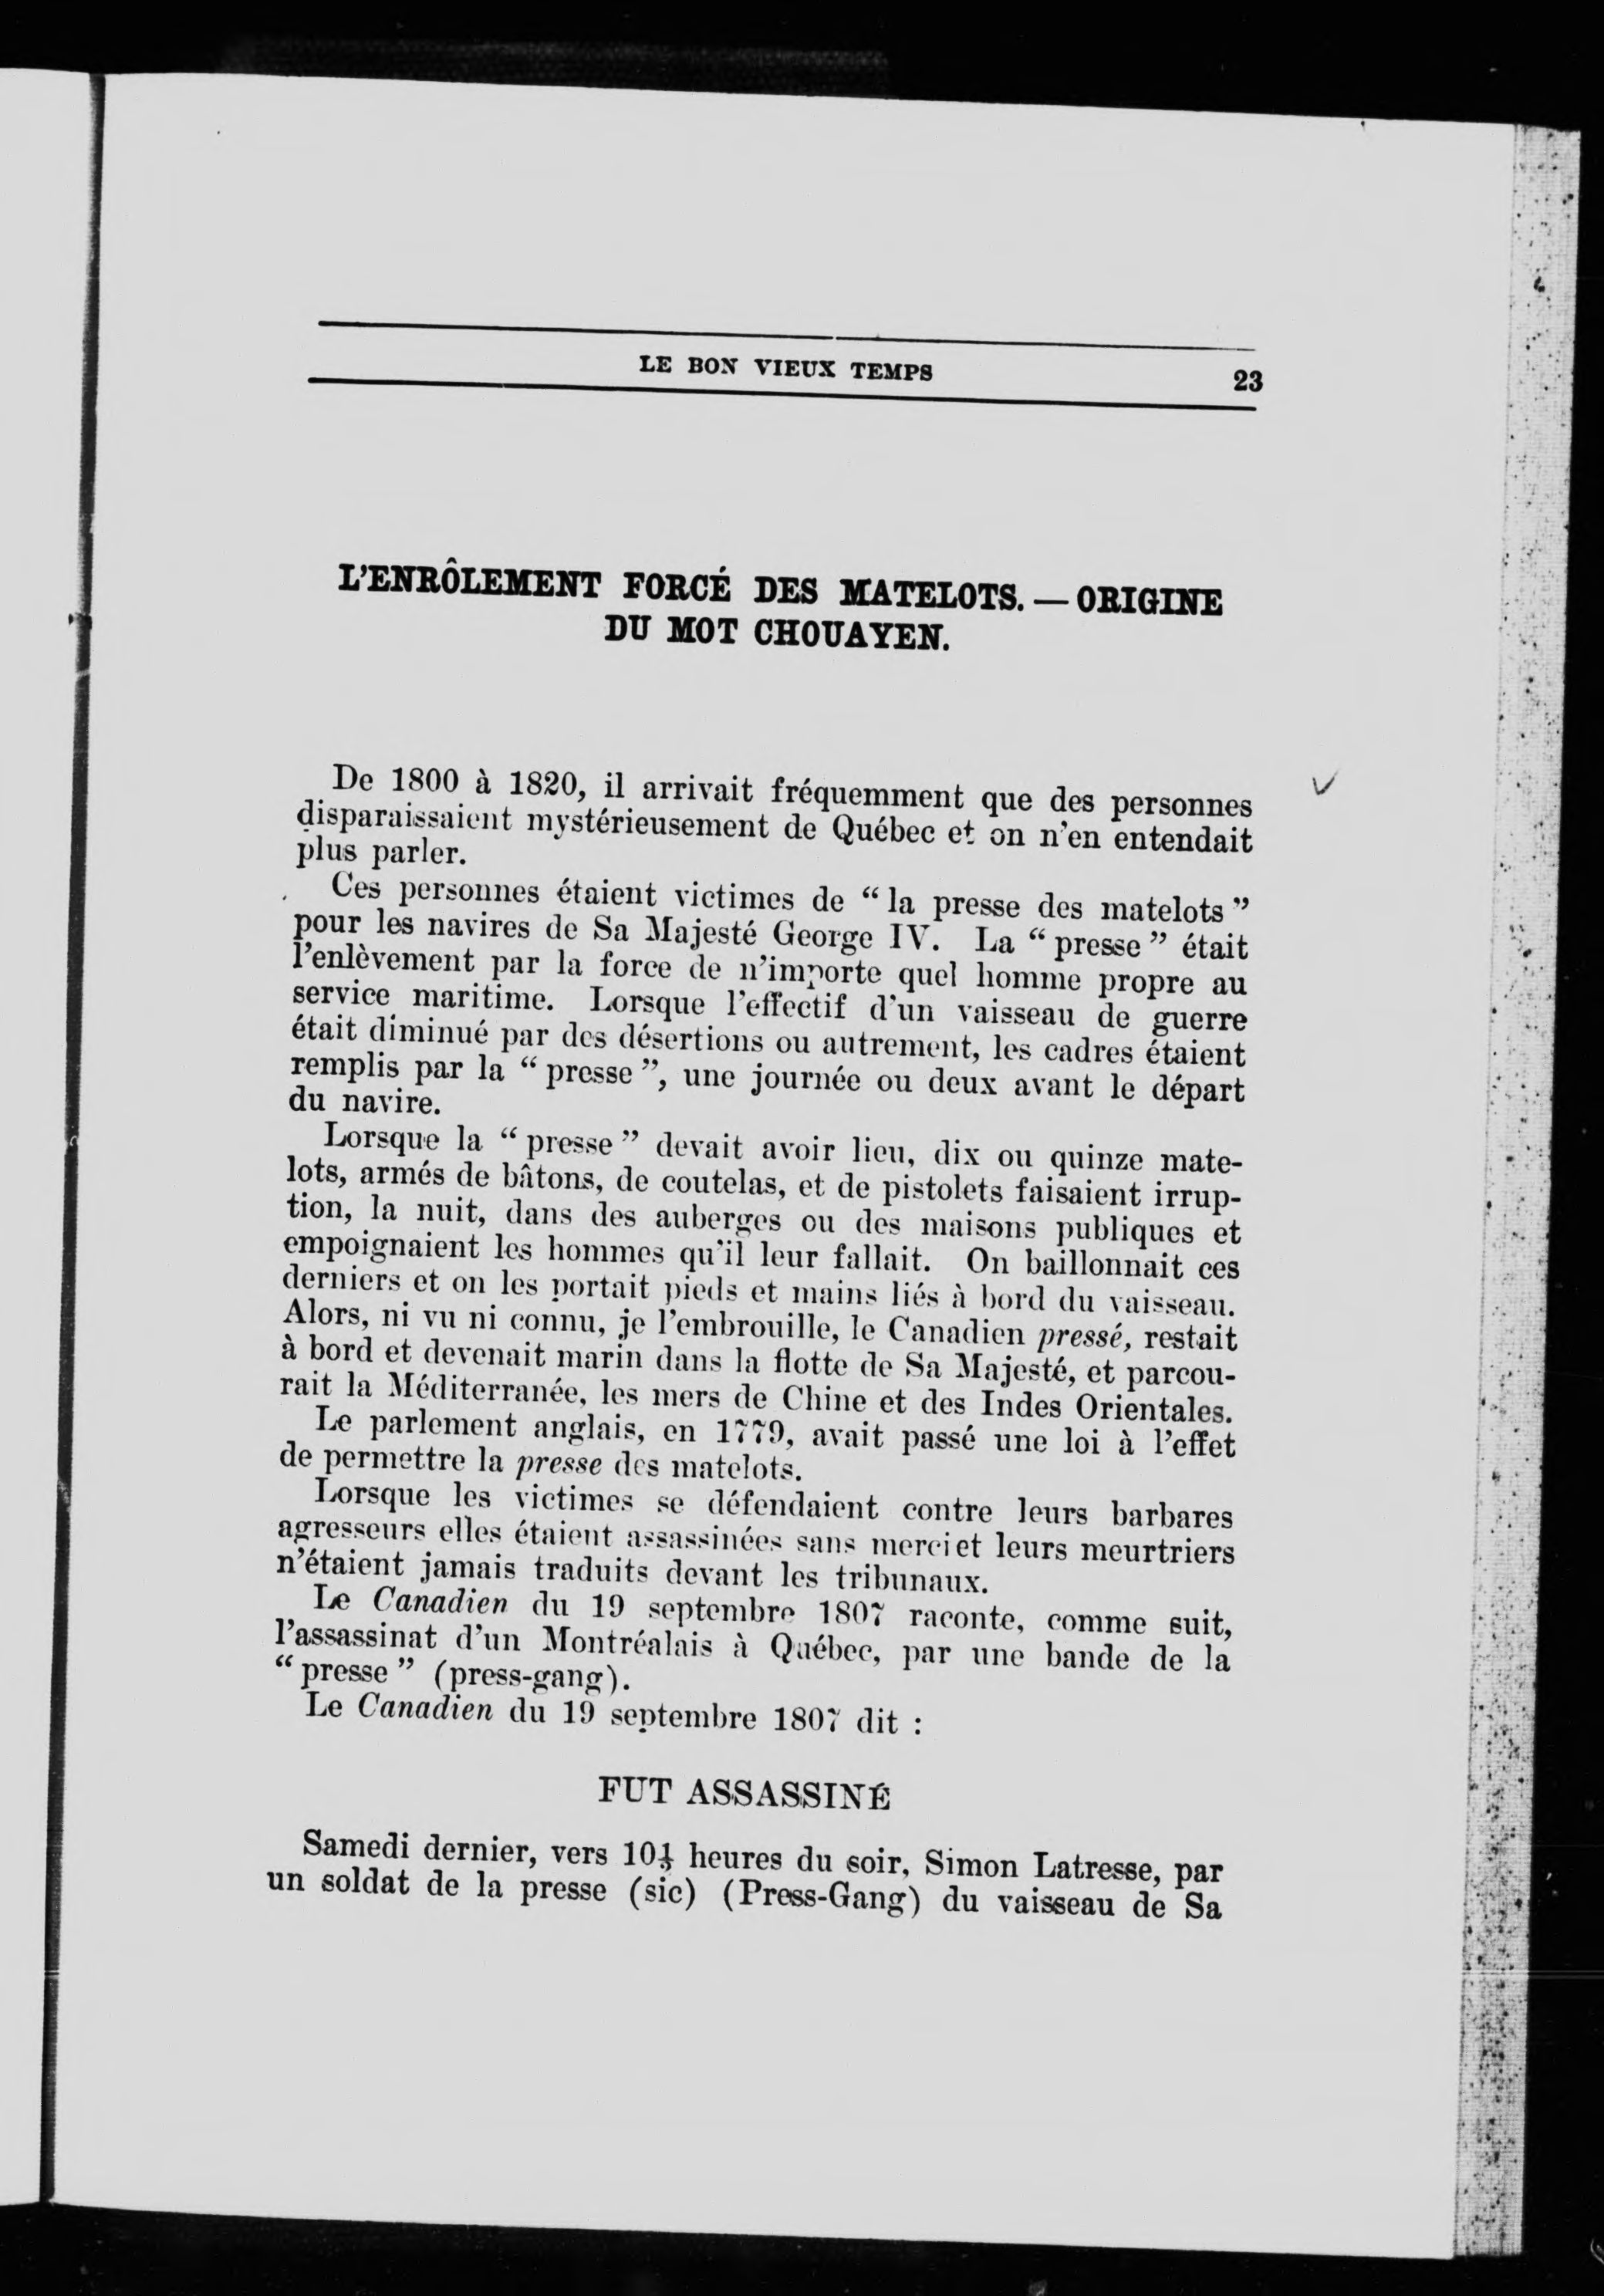 LE BON VIEUX TEMPS 23
L'ENRÔLEMENT FORCÉ DES MATELOTS. — ORIGINE
DU MOT CHOUAYEN.
De 1800 à 1820, il arrivait fréquemment que des personnes
disparaissaient mystérieusement de Québec et on n'en entendait
plus parler.
Ces personnes étaient victimes de “ la presse des matelots ”
pour les navires de Sa Majesté George IV. La “ presse ” était
l'enlèvement par la force de n'importe quel homme propre au
service maritime. Lorsque l'effectif d'un vaisseau de guerre
était diminué par des désertions ou autrement, les cadres étaient
remplis par la “ presse ”, une journée ou deux avant le départ
du navire.
Lorsque la “ presse ” devait avoir lieu, dix ou quinze mate-
lots, armés de bâtons, de coutelas, et de pistolets faisaient irrup-
tion, la nuit, dans des auberges ou des maisons publiques et
empoignaient les hommes qu'il leur fallait. On baillonnait ces
derniers et on les portait pieds et mains liés à bord du vaisseau.
Alors, ni vu ni connu, je l'embrouille, le Canadien pressé, restait
à bord et devenait marin dans la flotte de Sa Majesté, et parcou-
rait la Méditerranée, les mers de Chine et des Indes Orientales.
Le parlement anglais, en 1779, avait passé une loi à l'effet
de permettre la presse des matelots.
Lorsque les victimes se défendaient contre leurs barbares
agresseurs elles étaient assassinées sans merci et leurs meurtriers
n'étaient jamais traduits devant les tribunaux.
Le Canadien du 19 septembre 1807 raconte, comme suit,
l'assassinat d'un Montréalais à Québec, par une bande de la
“ presse ” (press-gang).
Le Canadien du 19 septembre 1807 dit :
FUT ASSASSINÉ
Samedi dernier, vers heures du soir, Simon Latresse, par
un soldat de la presse (sic) (Press-Gang) du vaisseau de Sa